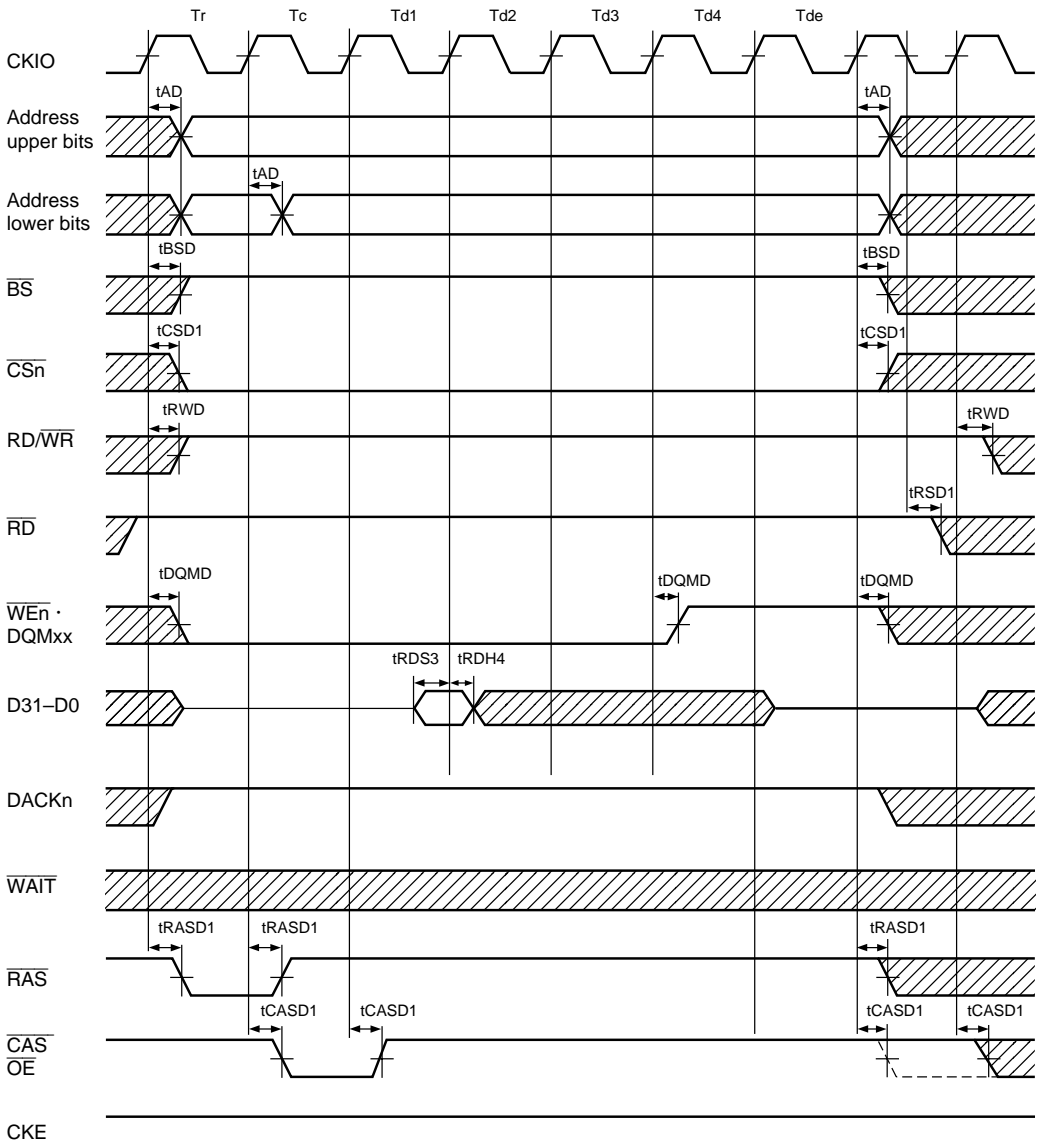 Tr Tc Td1 Td2 Td3 Td4 Tde
CKIO
tAD tAD
Address
upper bits
tAD
Address
lower bits
tBSD tBSD
BS
tCSD1 tCSD1
CSn
tRWD tRWD
RD/WR
tRSD1
RD
tDQMD tDQMD tDQMD
WEn ·
DQMxx
tRDS3 tRDH4
D31–D0
DACKn
WAIT
tRASD1 tRASD1 tRASD1
RAS
tCASD1 tCASD1 tCASD1 tCASD1
CAS
OE
CKE